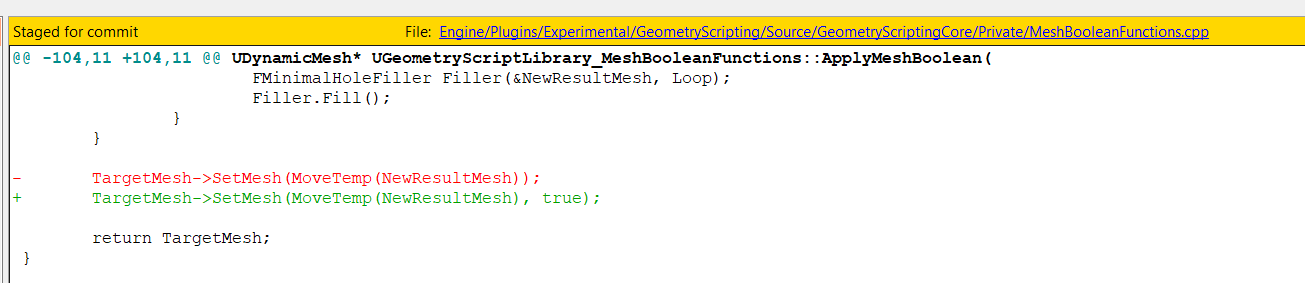 Staged for commit File: Engine/Plugins/Experimental/GeometryScripting/Source/GeometryScriptingCore/Private/MeshBooleanFunctions.cpp
@@ -104,11 +104,11 @@ UDynamicMesh* UGeometryScriptLibrary_MeshBooleanFunctions::ApplyMeshBoolean(
FMinimalHoleFiller Filler(&NewResultMesh, Loop);
Filler.Fill();
}
}
- TargetMesh->SetMesh(MoveTemp(NewResultMesh));
+ TargetMesh->SetMesh(MoveTemp(NewResultMesh), true);
return TargetMesh;
}